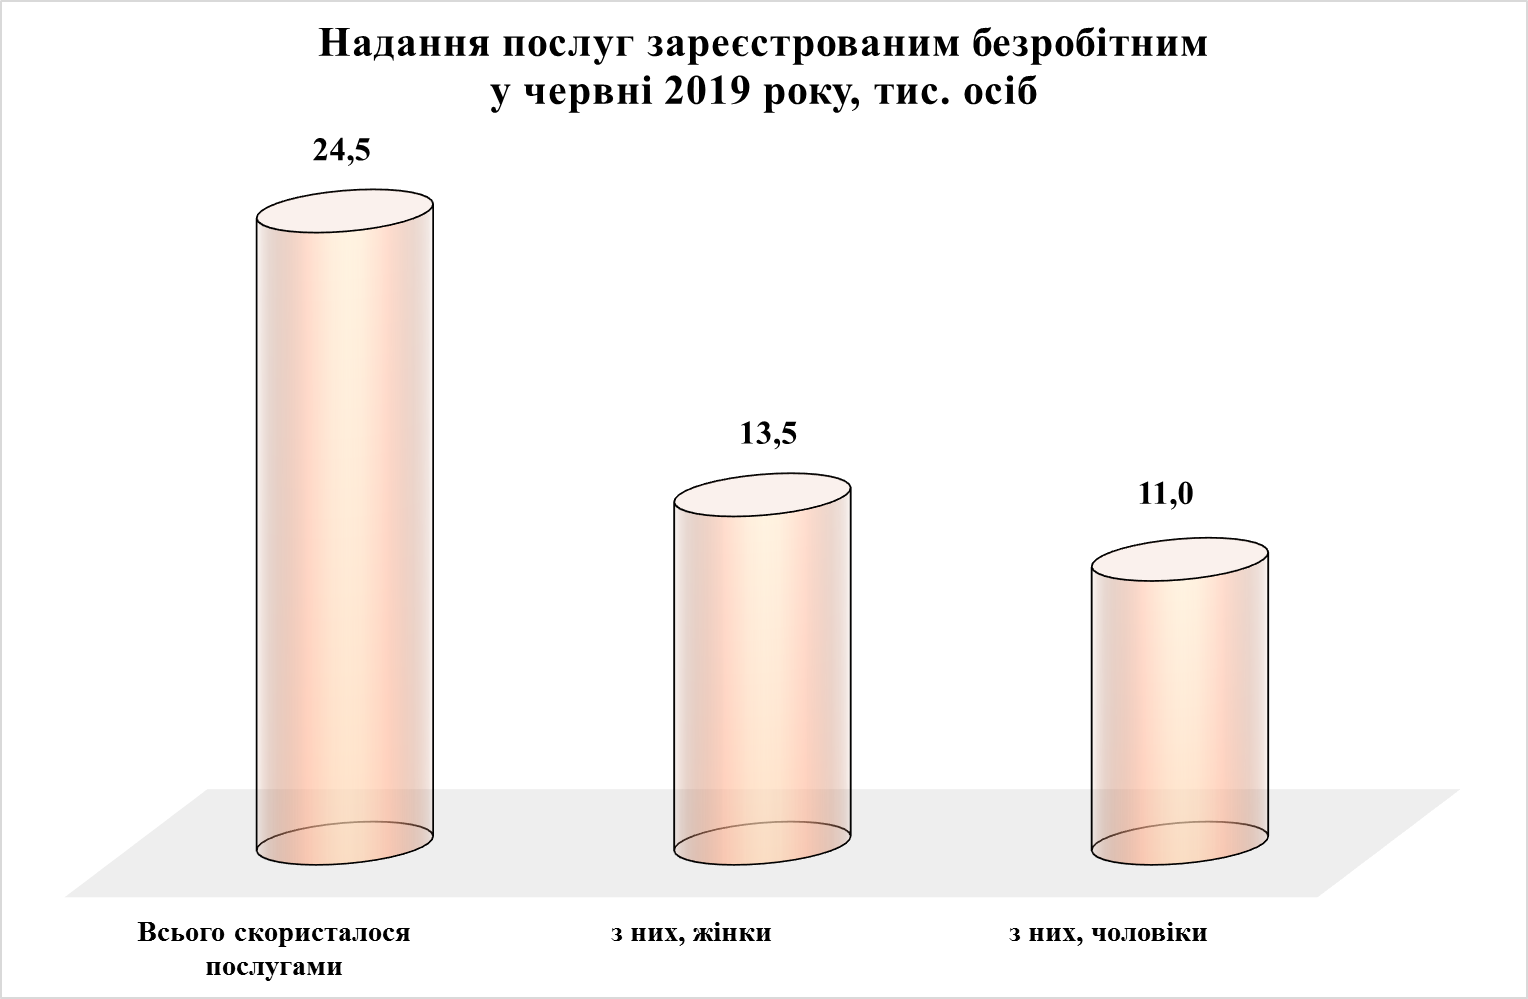 Надання послуг зареєстрованим безробітним
у червні 2019 року, тис. осіб
24,5
13,5
11,0
Всього скористалося
послугами
з них, жінки
з них, чоловіки